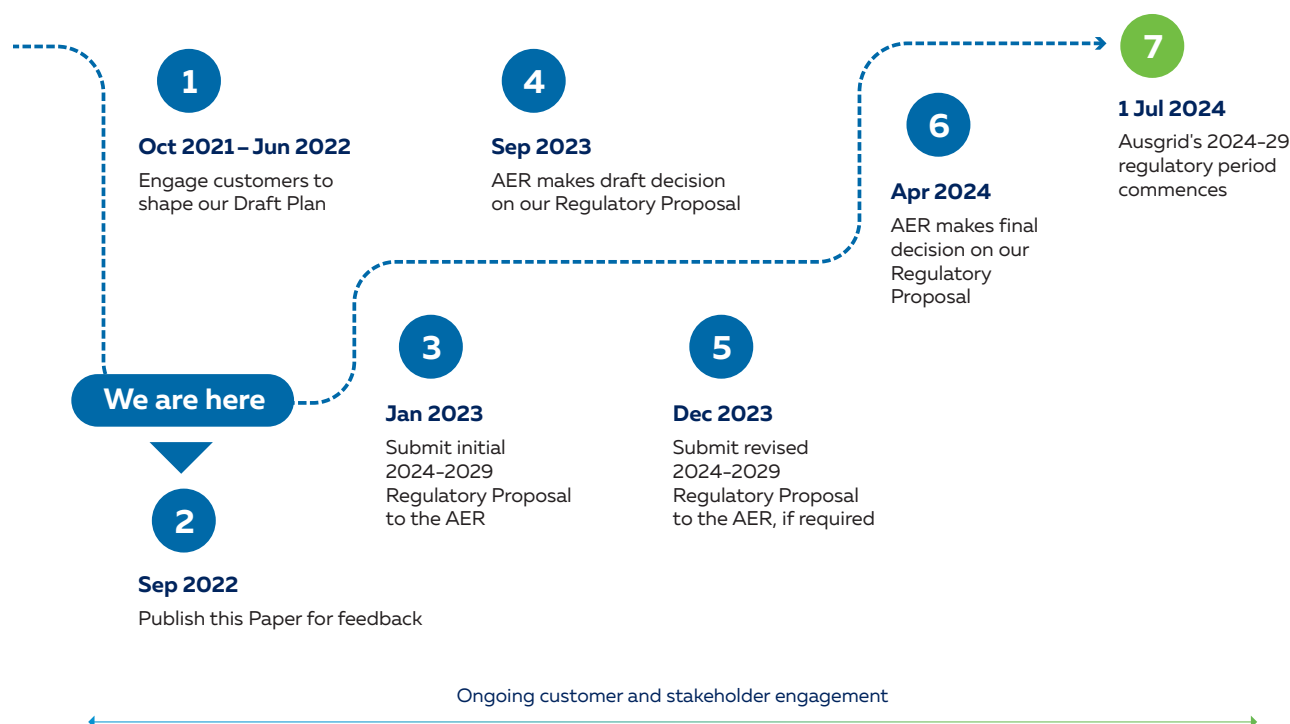 1
Oct 2021–Jun 2022
Engage customers to
shape our Draft Plan
We are here
2
Sep 2022
Publish this Paper for feedback
3
Jan 2023
Submit initial
2024–2029
Regulatory Proposal
to the AER
4
Sep 2023
AER makes draft decision
on our Regulatory Proposal
5
Dec 2023
Submit revised
2024–2029
Regulatory Proposal
to the AER, if required
6
Apr 2024
AER makes final
decision on our
Regulatory
Proposal
7
1 Jul 2024
Ausgrid's 2024-29
regulatory period
commences
Ongoing customer and stakeholder engagement